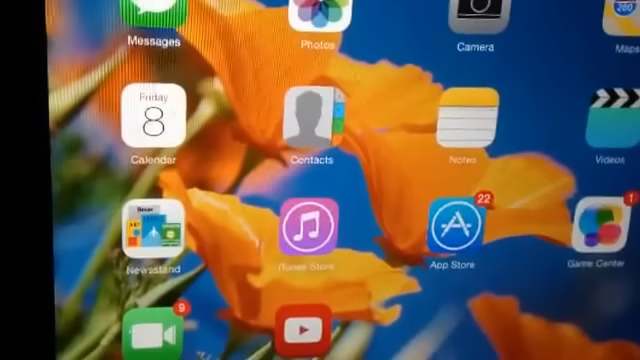 Messages
Photos
Camera
280
Maps
Friday
8
Calendar
Contacts
Notes
Videos
Newsstand
iTunes Store
22
App Store
1
Game Center
9